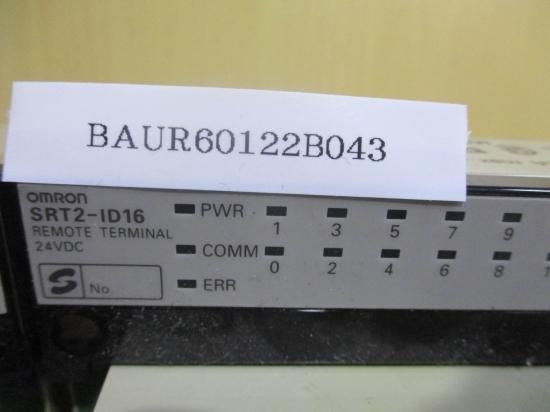 BAUR60122B043
OMRON
SRT2-ID16
REMOTE TERMINAL
24VDC
S No.
PWR
COMM
ERR
1 3 5 7 9
0 2 4 6 8 1